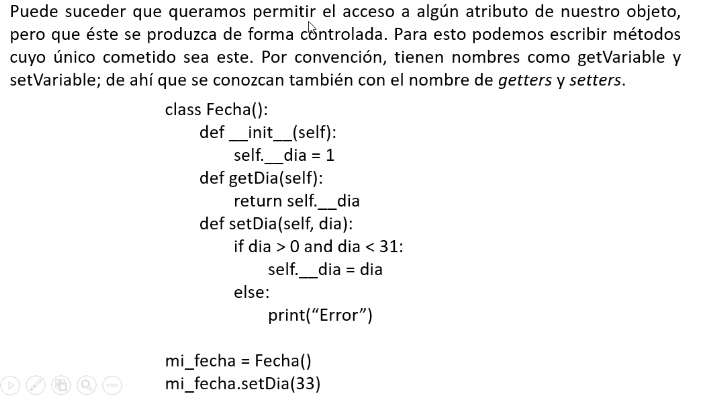 Puede suceder que queramos permitir el acceso a algún atributo de nuestro objeto,
pero que éste se produzca de forma controlada. Para esto podemos escribir métodos
cuyo único cometido sea este. Por convención, tienen nombres como getVariable y
setVariable; de ahí que se conozcan también con el nombre de getters y setters.
class Fecha():
    def __init__(self):
        self.__dia = 1
    def getDia(self):
        return self.__dia
    def setDia(self, dia):
        if dia > 0 and dia < 31:
            self.__dia = dia
        else:
            print(“Error”)
mi_fecha = Fecha()
mi_fecha.setDia(33)